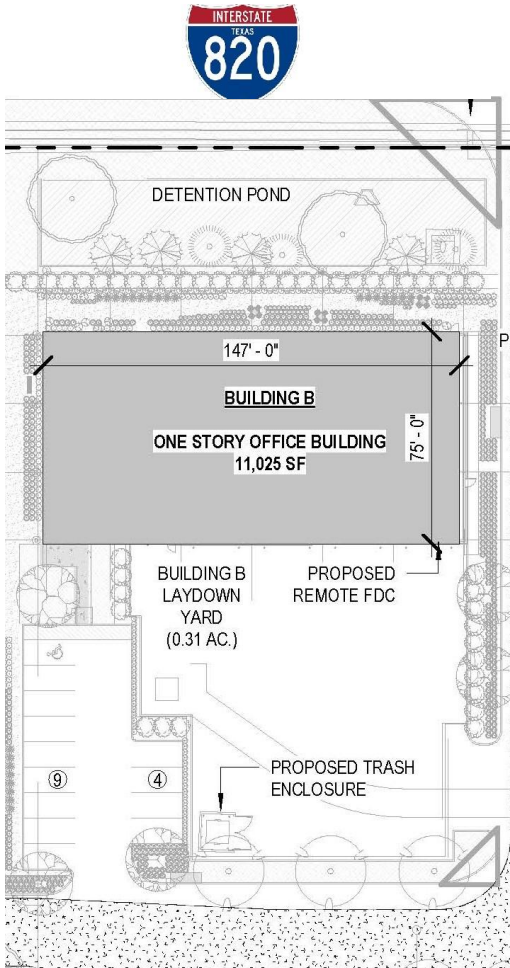 INTERSTATE
TEXAS
820
DETENTION POND
P
147' - 0"
BUILDING B
75' - 0"
ONE STORY OFFICE BUILDING
11,025 SF
BUILDING B
LAYDOWN
YARD
(0.31 AC.)
PROPOSED
REMOTE FDC
PROPOSED TRASH
ENCLOSURE
9
4